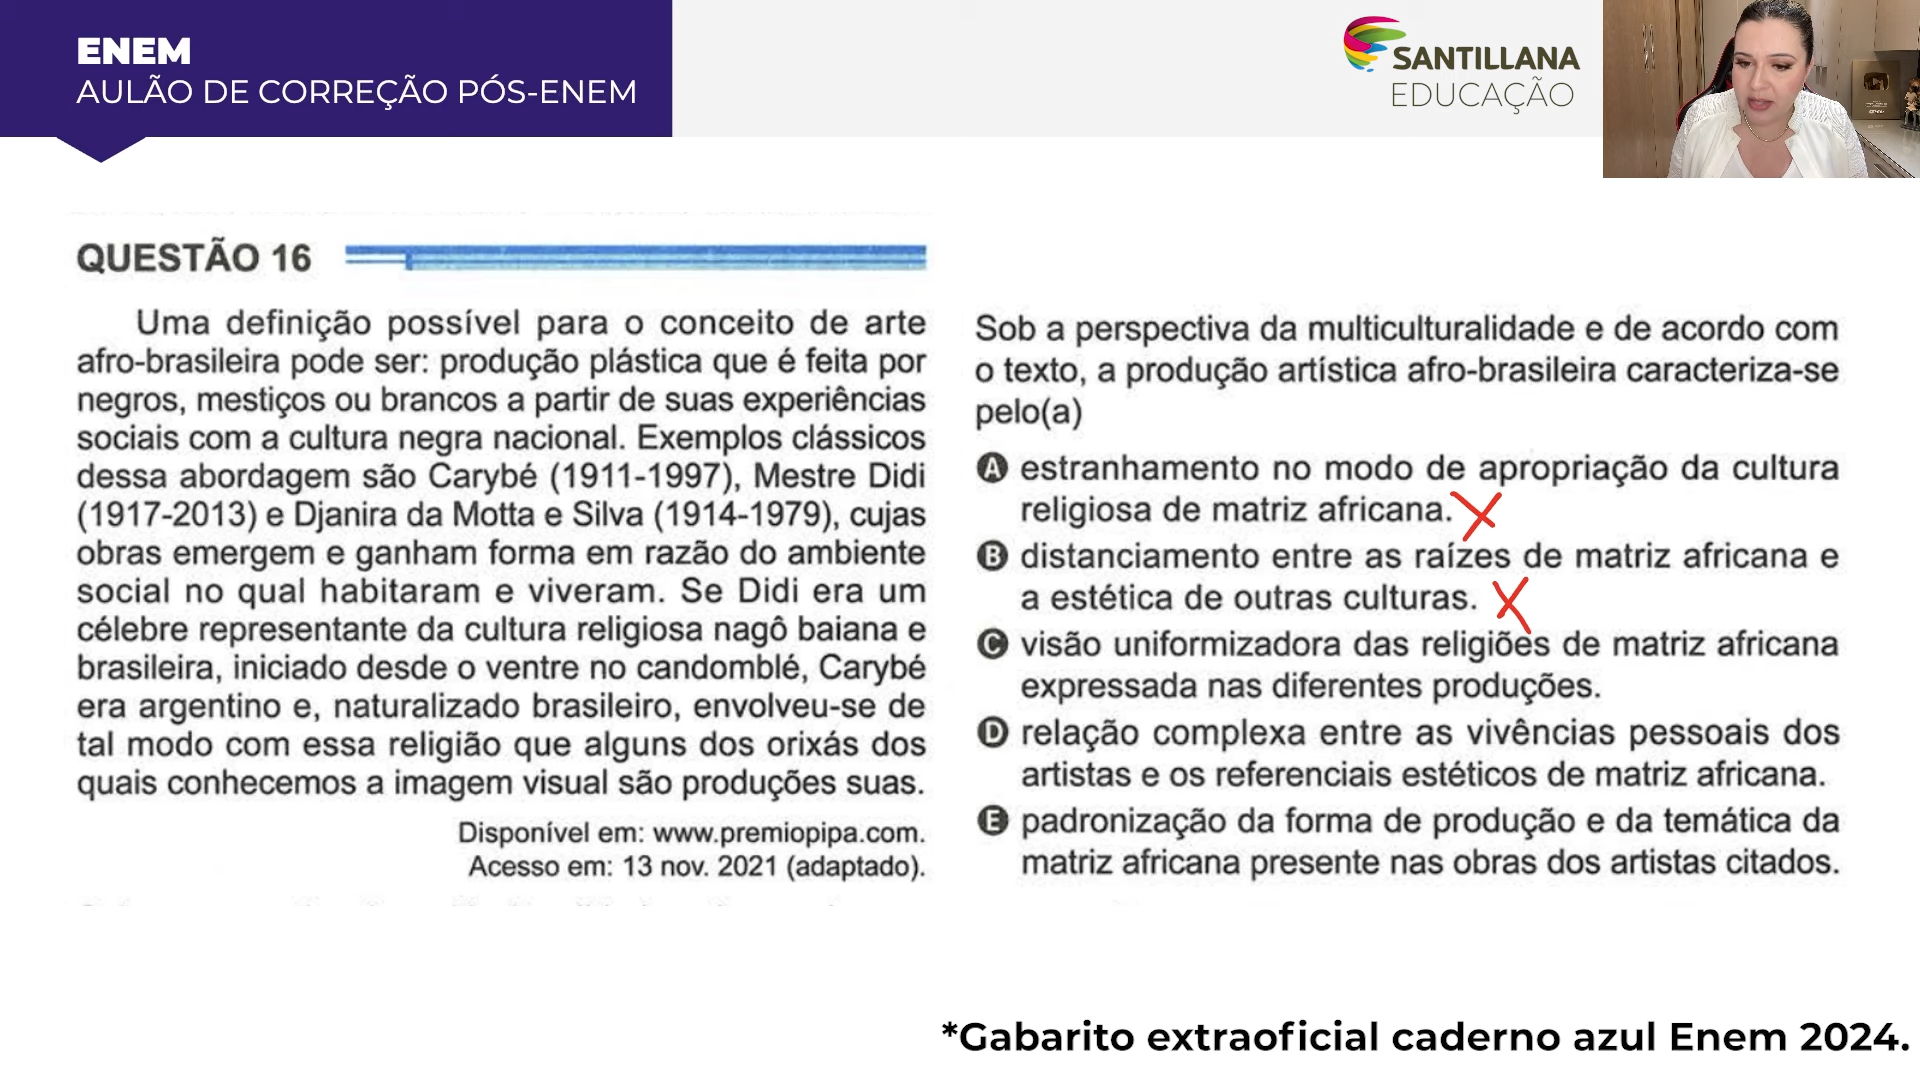 ENEM
AULÃO DE CORREÇÃO PÓS-ENEM
SANTILLANA
EDUCAÇÃO
QUESTÃO 16
Uma definição possível para o conceito de arte
afro-brasileira pode ser: produção plástica que é feita por
negros, mestiços ou brancos a partir de suas experiências
sociais com a cultura negra nacional. Exemplos clássicos
dessa abordagem são Carybé (1911-1997), Mestre Didi
(1917-2013) e Djanira da Motta e Silva (1914-1979), cujas
obras emergem e ganham forma em razão do ambiente
social no qual habitaram e viveram. Se Didi era um
célebre representante da cultura religiosa nagô baiana e
brasileira, iniciado desde o ventre no candomblé, Carybé
era argentino e, naturalizado brasileiro, envolveu-se de
tal modo com essa religião que alguns dos orixás dos
quais conhecemos a imagem visual são produções suas.
Disponível em: www.premiopipa.com.
Acesso em: 13 nov. 2021 (adaptado).
Sob a perspectiva da multiculturalidade e de acordo com
o texto, a produção artística afro-brasileira caracteriza-se
pelo(a)
A estranhamento no modo de apropriação da cultura
religiosa de matriz africana.
B distanciamento entre as raízes de matriz africana e
a estética de outras culturas.
C visão uniformizadora das religiões de matriz africana
expressada nas diferentes produções.
D relação complexa entre as vivências pessoais dos
artistas e os referenciais estéticos de matriz africana.
E padronização da forma de produção e da temática da
matriz africana presente nas obras dos artistas citados.
*Gabarito extraoficial caderno azul Enem 2024.